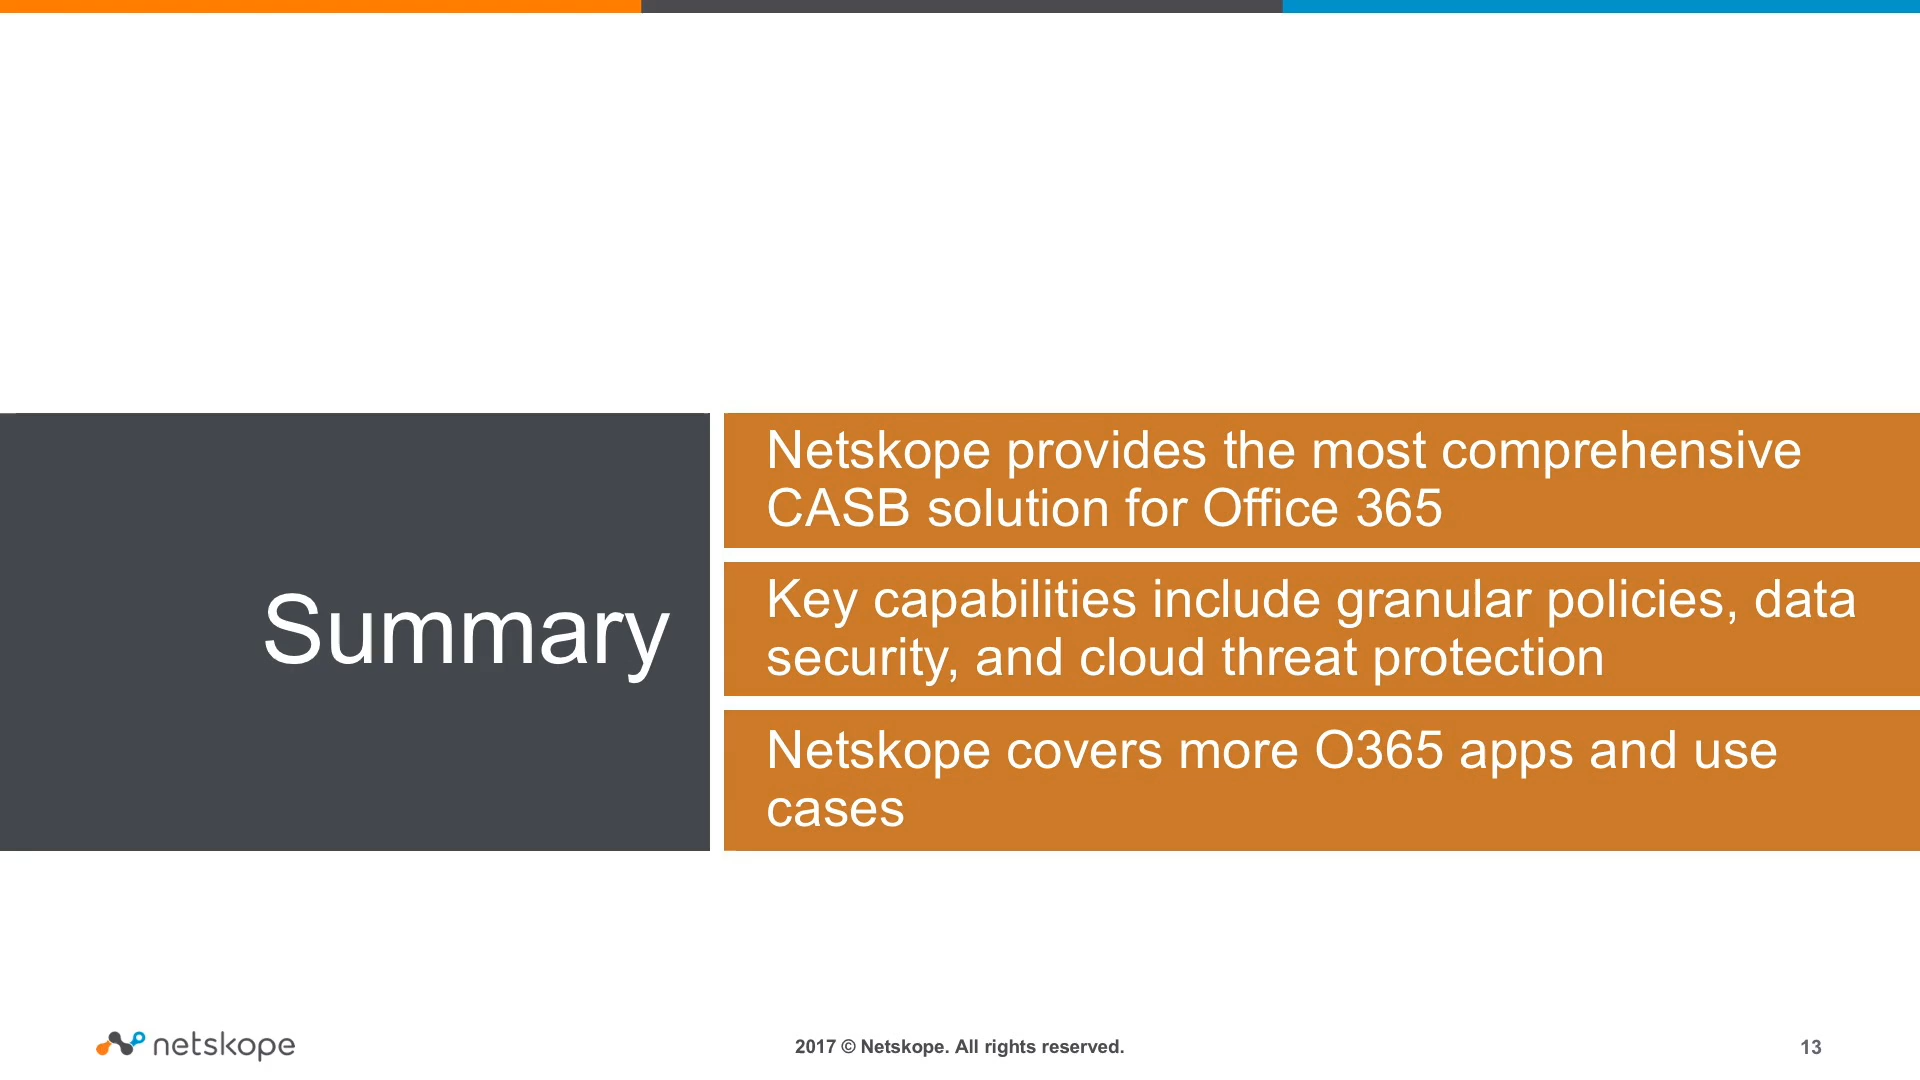 Summary
Netskope provides the most comprehensive
CASB solution for Office 365
Key capabilities include granular policies, data
security, and cloud threat protection
Netskope covers more O365 apps and use
cases
netskope
2017 © Netskope. All rights reserved.
13